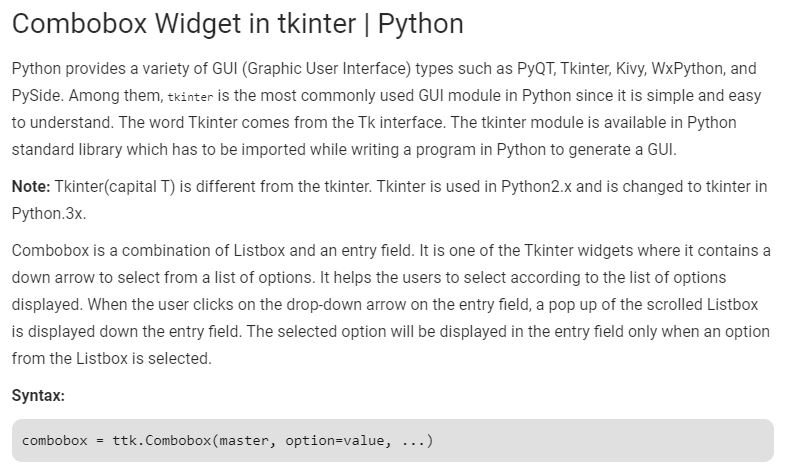 Combobox Widget in tkinter | Python
Python provides a variety of GUI (Graphic User Interface) types such as PyQT, Tkinter, Kivy, WxPython, and
PySide. Among them, tkinter is the most commonly used GUI module in Python since it is simple and easy
to understand. The word Tkinter comes from the Tk interface. The tkinter module is available in Python
standard library which has to be imported while writing a program in Python to generate a GUI.
Note: Tkinter(capital T) is different from the tkinter. Tkinter is used in Python2.x and is changed to tkinter in
Python.3x.
Combobox is a combination of Listbox and an entry field. It is one of the Tkinter widgets where it contains a
down arrow to select from a list of options. It helps the users to select according to the list of options
displayed. When the user clicks on the drop-down arrow on the entry field, a pop up of the scrolled Listbox
is displayed down the entry field. The selected option will be displayed in the entry field only when an option
from the Listbox is selected.
Syntax:
combobox = ttk.Combobox(master, option=value, ...)